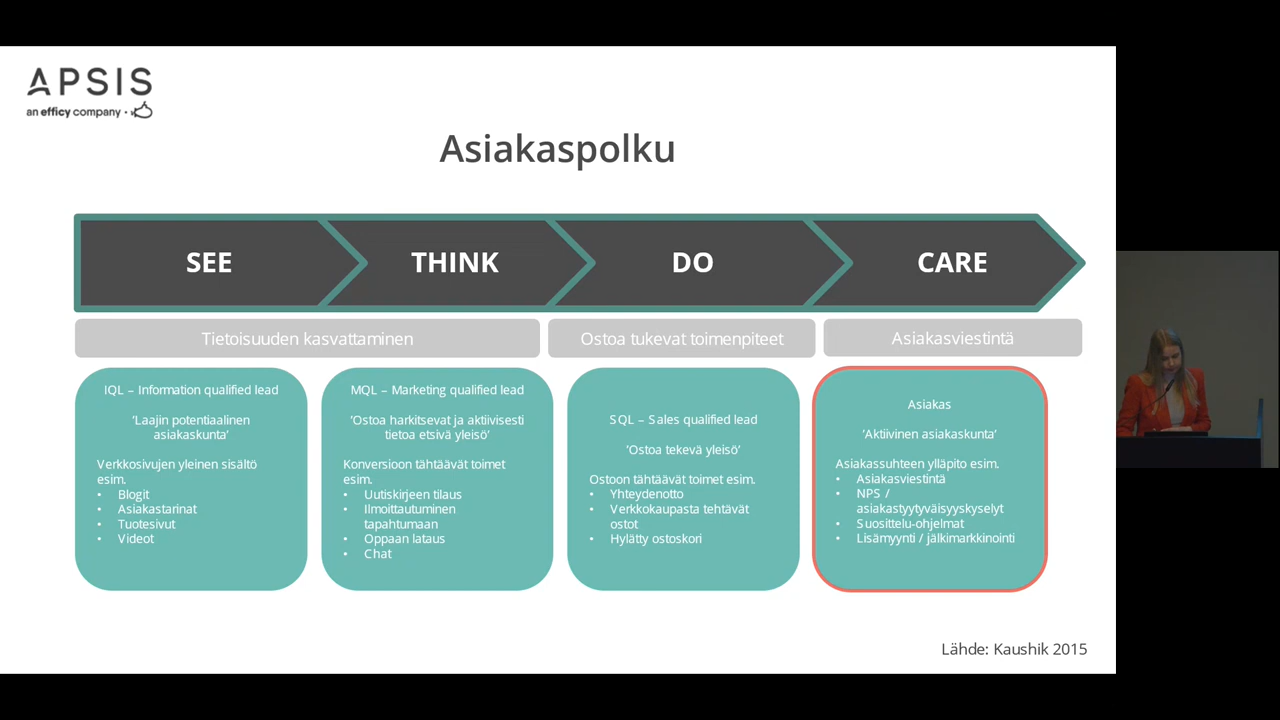 APSIS
an efficy company
Asiakaspolku
SEE
THINK
DO
CARE
Tietoisuuden kasvattaminen
Ostoa tukevat toimenpiteet
Asiakasviestintä
IQL – Information qualified lead
‘Laajin potentiaalinen
asiakaskunta’
Verkkosivujen yleinen sisältö
esim.
• Blogit
• Asiakastarinat
• Tuotesivut
• Videot
MQL – Marketing qualified lead
‘Ostoa harkitsevat ja aktiivisesti
tietoa etsivä yleisö’
Konversioon tähtäävät toimet
esim.
• Uutiskirjeen tilaus
• Ilmoittautuminen
tapahtumaan
• Oppaan lataus
• Chat
SQL – Sales qualified lead
‘Ostoa tekevä yleisö’
Ostoon tähtäävät toimet esim.
• Yhteydenotto
• Verkkokaupasta tehtävät
ostot
• Hylätty ostoskori
Asiakas
‘Aktiivinen asiakaskunta’
Asiakassuhteen ylläpito esim.
• Asiakasviestintä
• NPS /
asiakastyytyväisyyskyselyt
• Suosittelu-ohjelmat
• Lisämyynti / jälkimarkkinointi
Lähde: Kaushik 2015